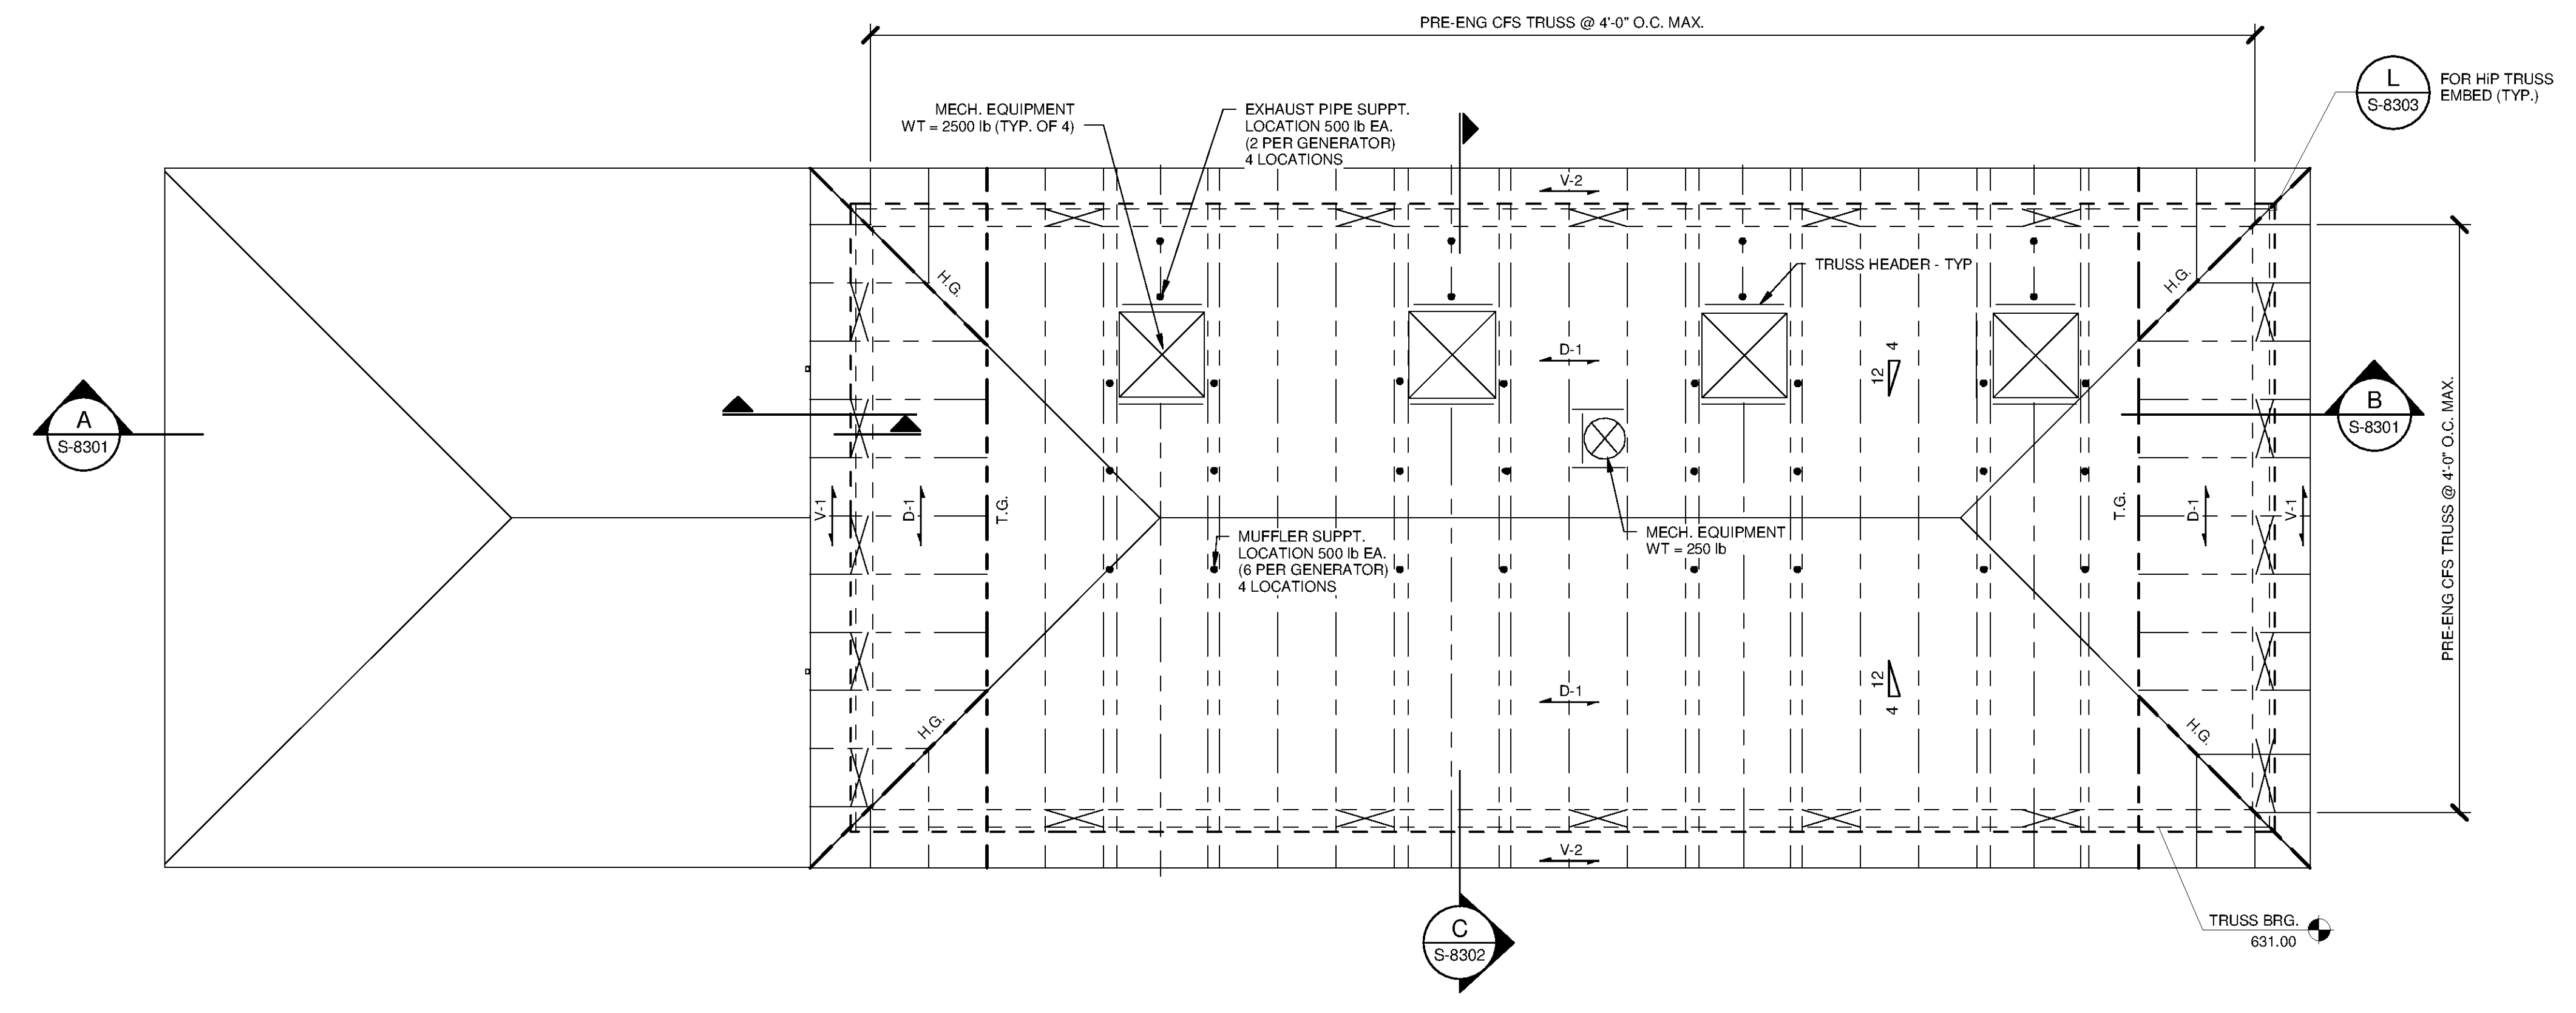 PRE-ENG CFS TRUSS @ 4'-0" O.C. MAX.
L
S-8303
FOR HiP TRUSS
EMBED (TYP.)
MECH. EQUIPMENT
WT = 2500 lb (TYP. OF 4)
EXHAUST PIPE SUPPT.
LOCATION 500 lb EA.
(2 PER GENERATOR)
4 LOCATIONS
V-2
H.G.
TRUSS HEADER - TYP
H.G.
D-1
12
4
A
S-8301
B
S-8301
PRE-ENG CFS TRUSS @ 4'-0" O.C. MAX.
V-1
D-1
T.G.
MUFFLER SUPPT.
LOCATION 500 lb EA.
(6 PER GENERATOR)
4 LOCATIONS
MECH. EQUIPMENT
WT = 250 lb
T.G.
D-1
V-1
H.G.
D-1
12
4
H.G.
V-2
C
S-8302
TRUSS BRG.
631.00